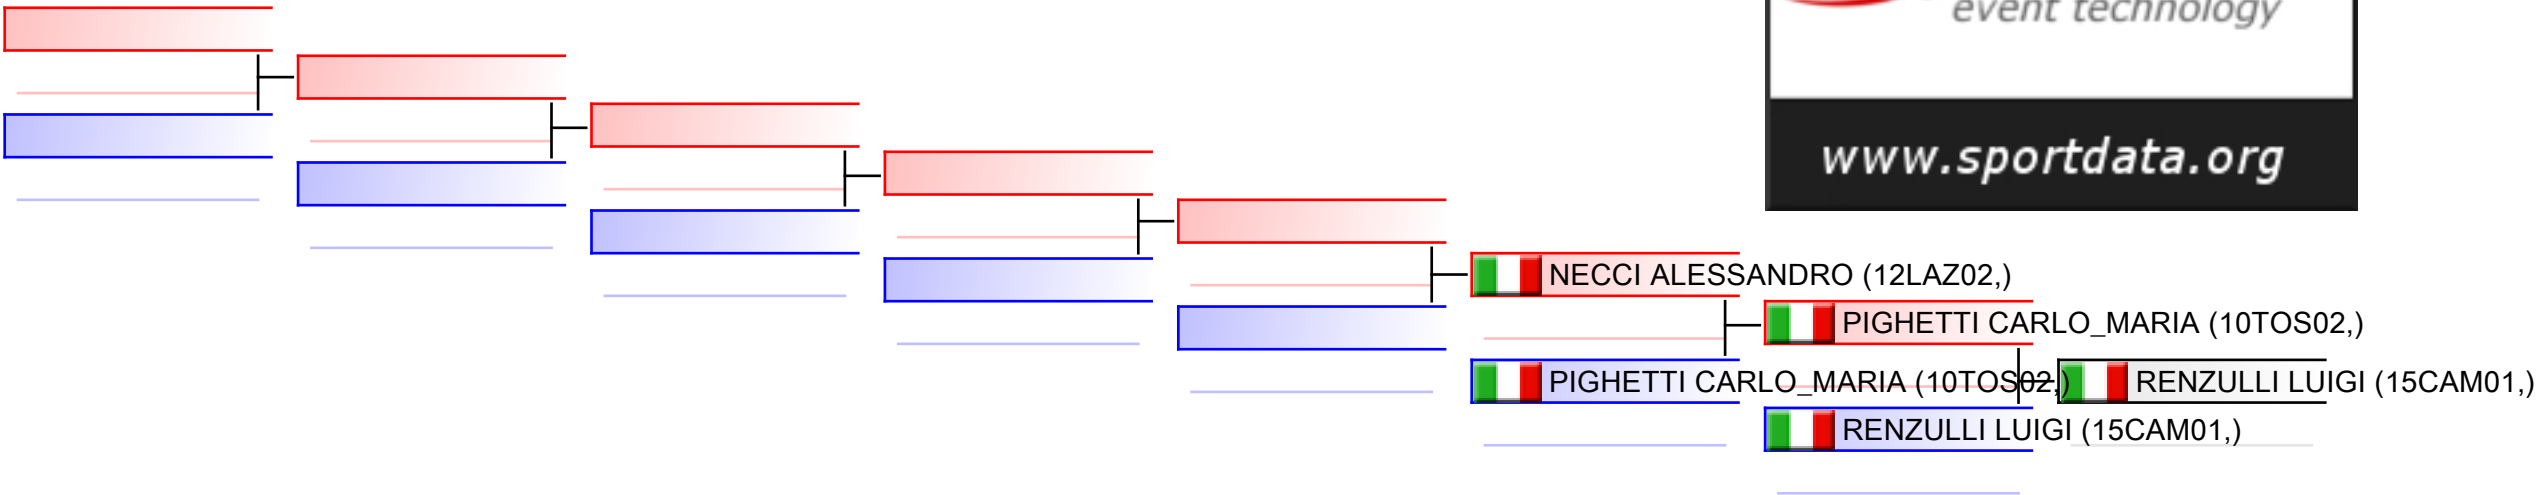 event technology
www.sportdata.org
NECCI ALESSANDRO (12LAZ02,)
PIGHETTI CARLO_MARIA (10TOS02,)
PIGHETTI CARLO_MARIA (10TOS02,)
RENZULLI LUIGI (15CAM01,)
RENZULLI LUIGI (15CAM01,)